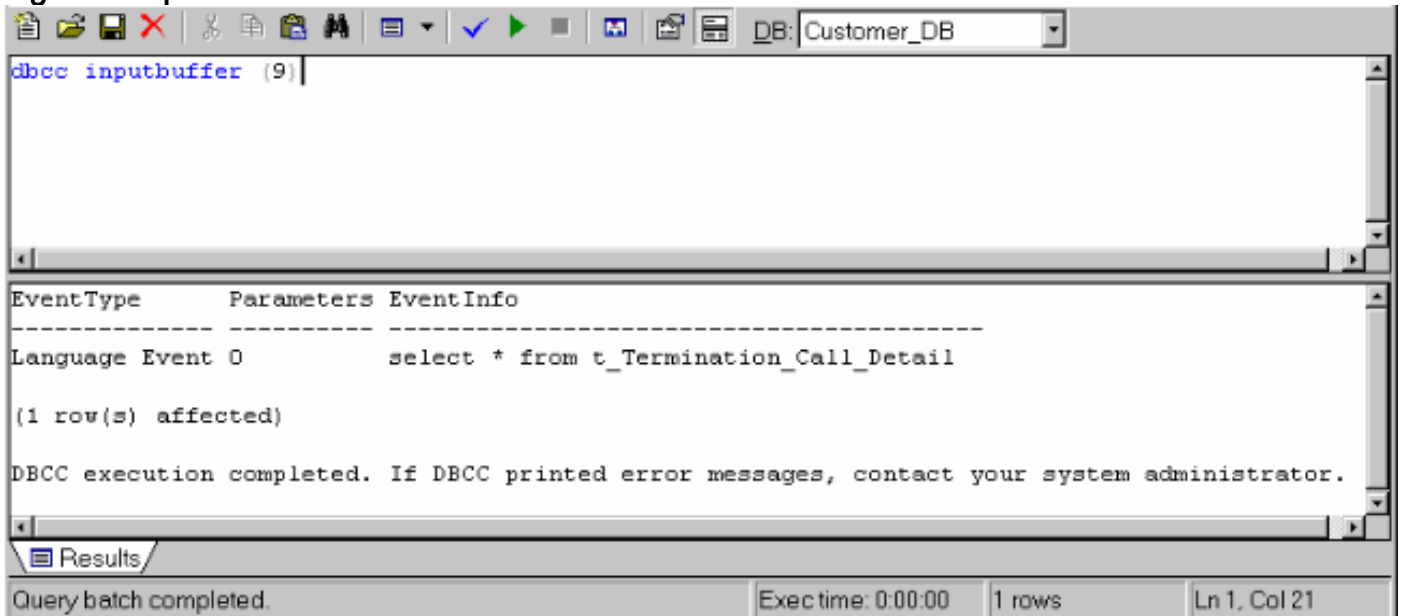 DB: Customer_DB
dbcc inputbuffer (9)
EventType Parameters EventInfo
-------------- ---------- -----------------------------------------
Language Event 0 select * from t_Termination_Call_Detail
(1 row(s) affected)
DBCC execution completed. If DBCC printed error messages, contact your system administrator.
Results
Query batch completed. Exec time: 0:00:00 1 rows Ln 1, Col 21